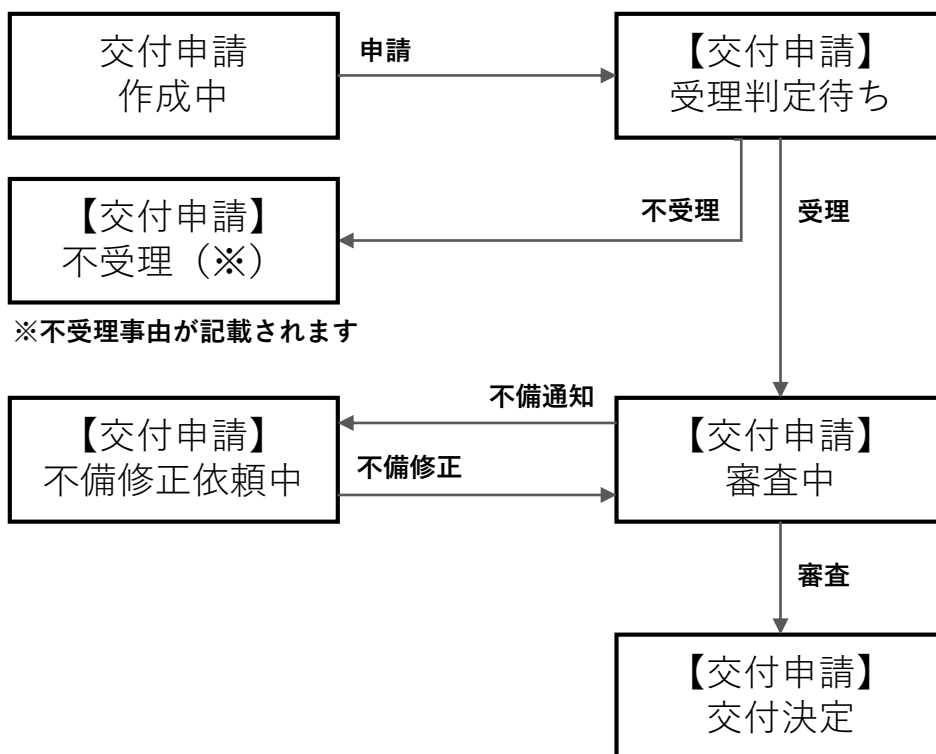 交付申請
作成中
申請
【交付申請】
受理判定待ち
不受理
受理
【交付申請】
不受理（※）
※不受理事由が記載されます
【交付申請】
不備修正依頼中
不備通知
不備修正
【交付申請】
審査中
審査
【交付申請】
交付決定